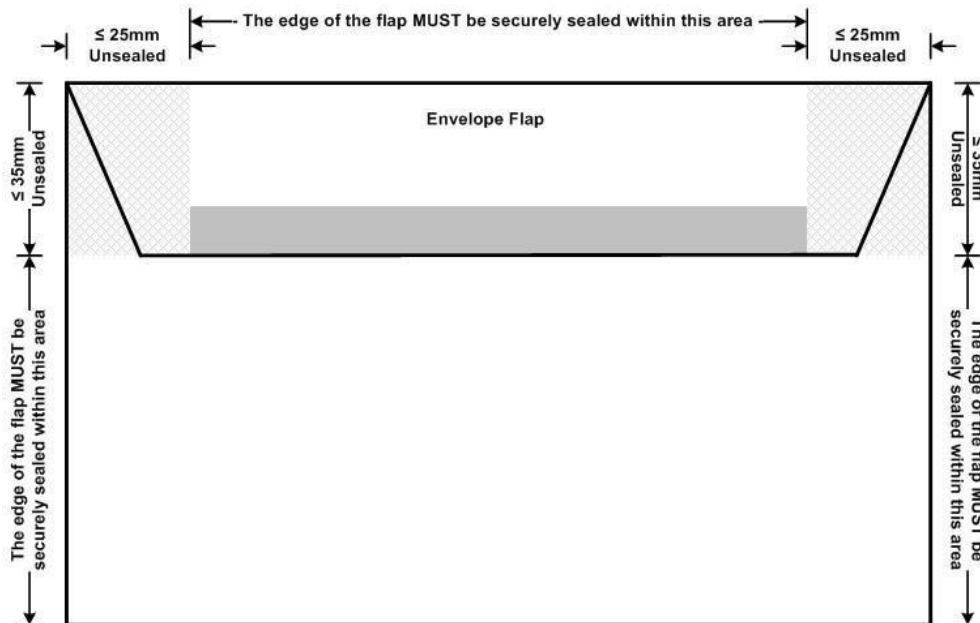 The edge of the flap MUST be securely sealed within this area
≤ 25mm
Unsealed
≤ 25mm
Unsealed
Envelope Flap
≤ 35mm
Unsealed
≤ 35mm
Unsealed
The edge of the flap MUST be
securely sealed within this area
The edge of the flap MUST be
securely sealed within this area